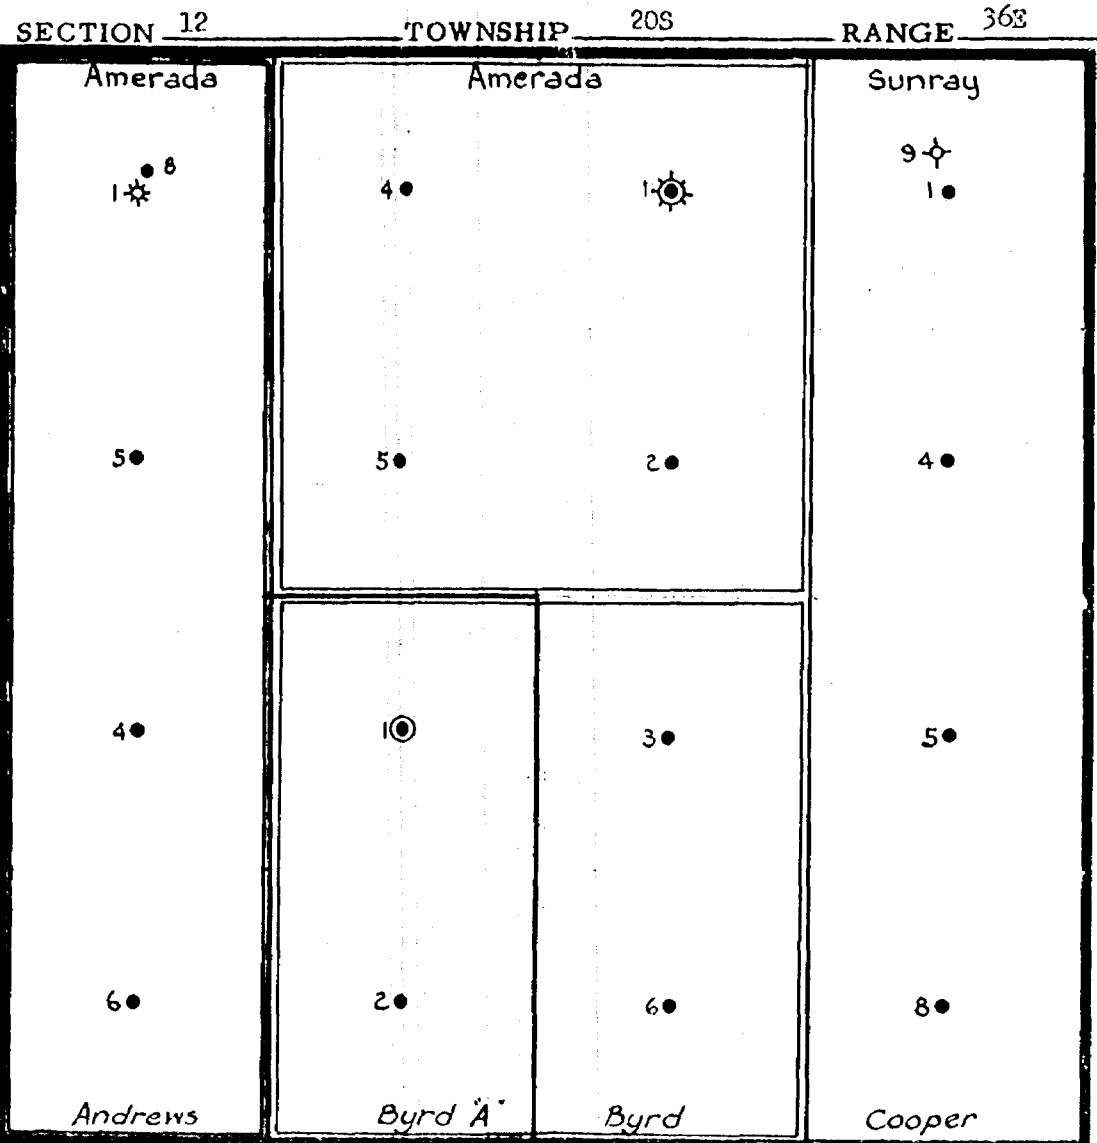 SECTION 12 TOWNSHIP 20S RANGE 36E
Amerada Amerada Sunray
9
8
1 4 1 1
5 5 2 4
4 1 3 5
6 2 6 8
Andrews Byrd "A" Byrd Cooper